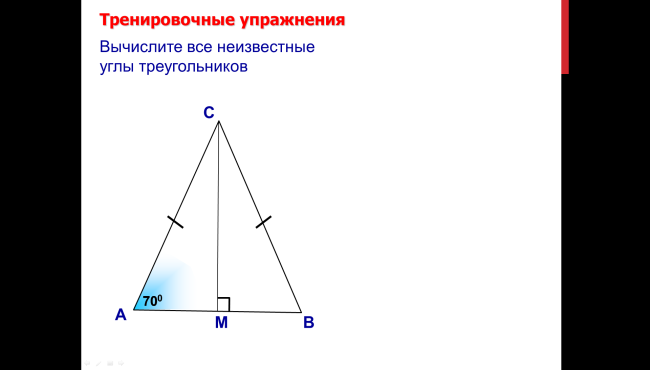 Тренировочные упражнения
Вычислите все неизвестные
углы треугольников
C
70⁰
A
M
B